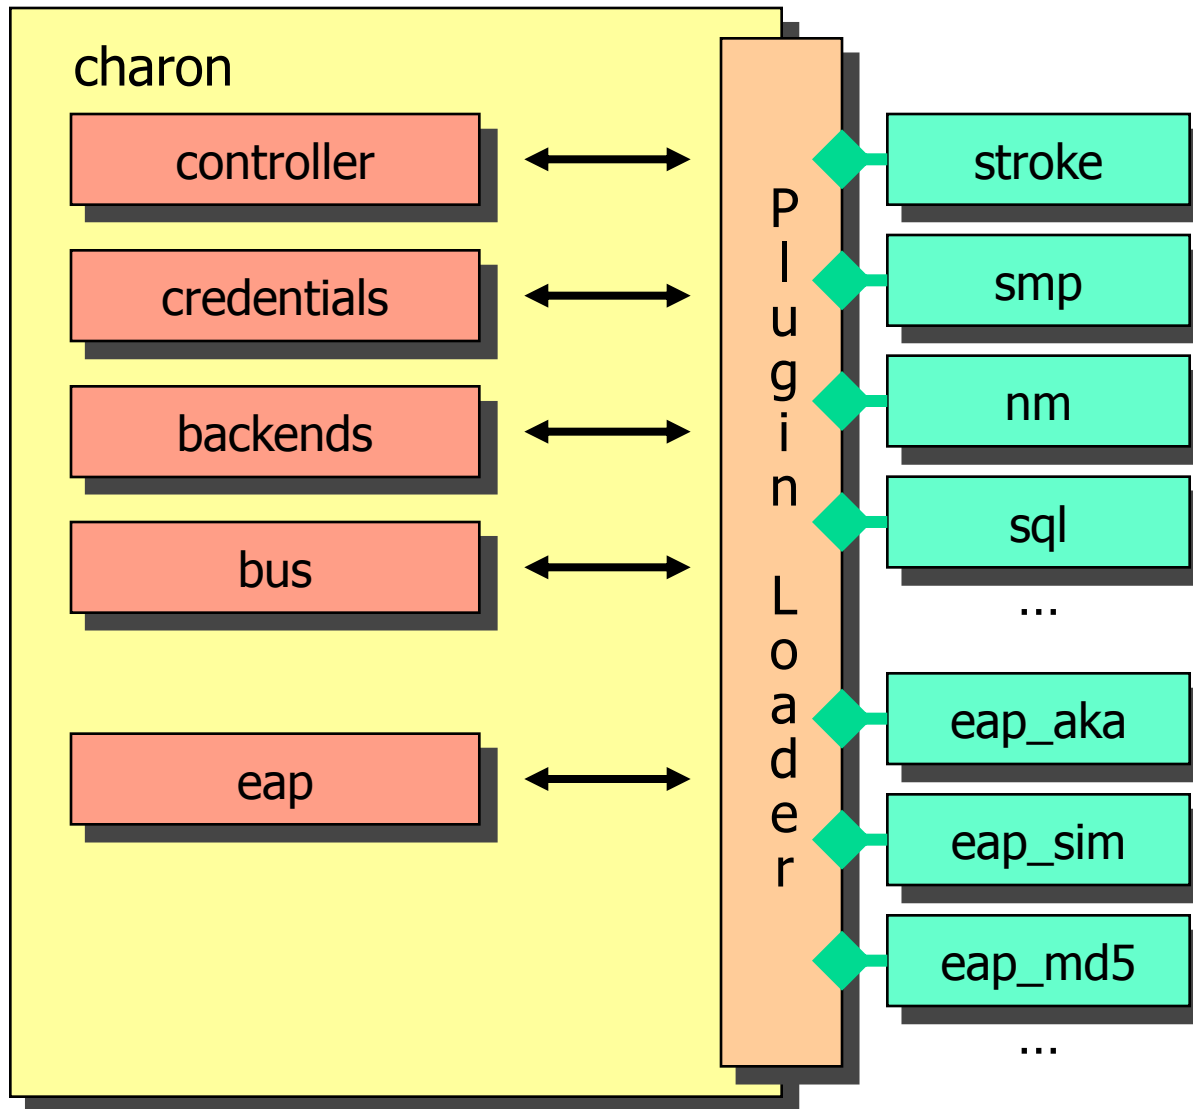 charon
controller
credentials
backends
bus
eap
Plugin Loader
stroke
smp
nm
sql
...
eap_aka
eap_sim
eap_md5
...